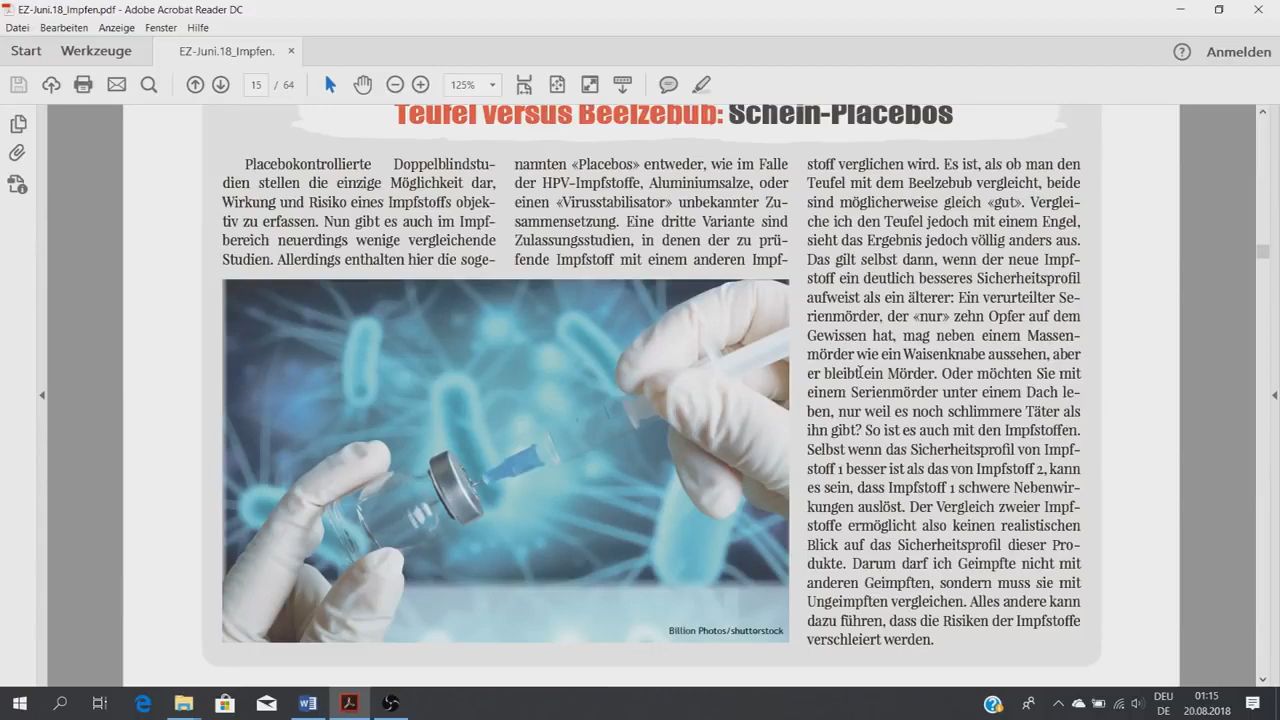 EZ-Juni.18_Impfen.pdf - Adobe Acrobat Reader DC
Datei Bearbeiten Anzeige Fenster Hilfe
Start Werkzeuge EZ-Juni.18_Impfen. ×
Anmelden
15 / 64
125%
Teufel versus Beelzebub: Schein-Placebos
Placebokontrollierte Doppelblindstu-
dien stellen die einzige Möglichkeit dar,
Wirkung und Risiko eines Impfstoffs objek-
tiv zu erfassen. Nun gibt es auch im Impf-
bereich neuerdings wenige vergleichende
Studien. Allerdings enthalten hier die soge-
nannten «Placebos» entweder, wie im Falle
der HPV-Impfstoffe, Aluminiumsalze, oder
einen «Virusstabilisator» unbekannter Zu-
sammensetzung. Eine dritte Variante sind
Zulassungsstudien, in denen der zu prü-
fende Impfstoff mit einem anderen Impf-
stoff verglichen wird. Es ist, als ob man den
Teufel mit dem Beelzebub vergleicht, beide
sind möglicherweise gleich «gut». Verglei-
che ich den Teufel jedoch mit einem Engel,
sieht das Ergebnis jedoch völlig anders aus.
Das gilt selbst dann, wenn der neue Impf-
stoff ein deutlich besseres Sicherheitsprofil
aufweist als ein älterer: Ein verurteilter Se-
rienmörder, der «nur» zehn Opfer auf dem
Gewissen hat, mag neben einem Massen-
mörder wie ein Waisenknabe aussehen, aber
er bleibt ein Mörder. Oder möchten Sie mit
einem Serienmörder unter einem Dach le-
ben, nur weil es noch schlimmere Täter als
ihn gibt? So ist es auch mit den Impfstoffen.
Selbst wenn das Sicherheitsprofil von Impf-
stoff 1 besser ist als das von Impfstoff 2, kann
es sein, dass Impfstoff 1 schwere Nebenwir-
kungen auslöst. Der Vergleich zweier Impf-
stoffe ermöglicht also keinen realistischen
Blick auf das Sicherheitsprofil dieser Pro-
dukte. Darum darf ich Geimpfte nicht mit
anderen Geimpften, sondern muss sie mit
Ungeimpften vergleichen. Alles andere kann
dazu führen, dass die Risiken der Impfstoffe
verschleiert werden.
Billion Photos/shutterstock
DEU 01:15
DE 20.08.2018